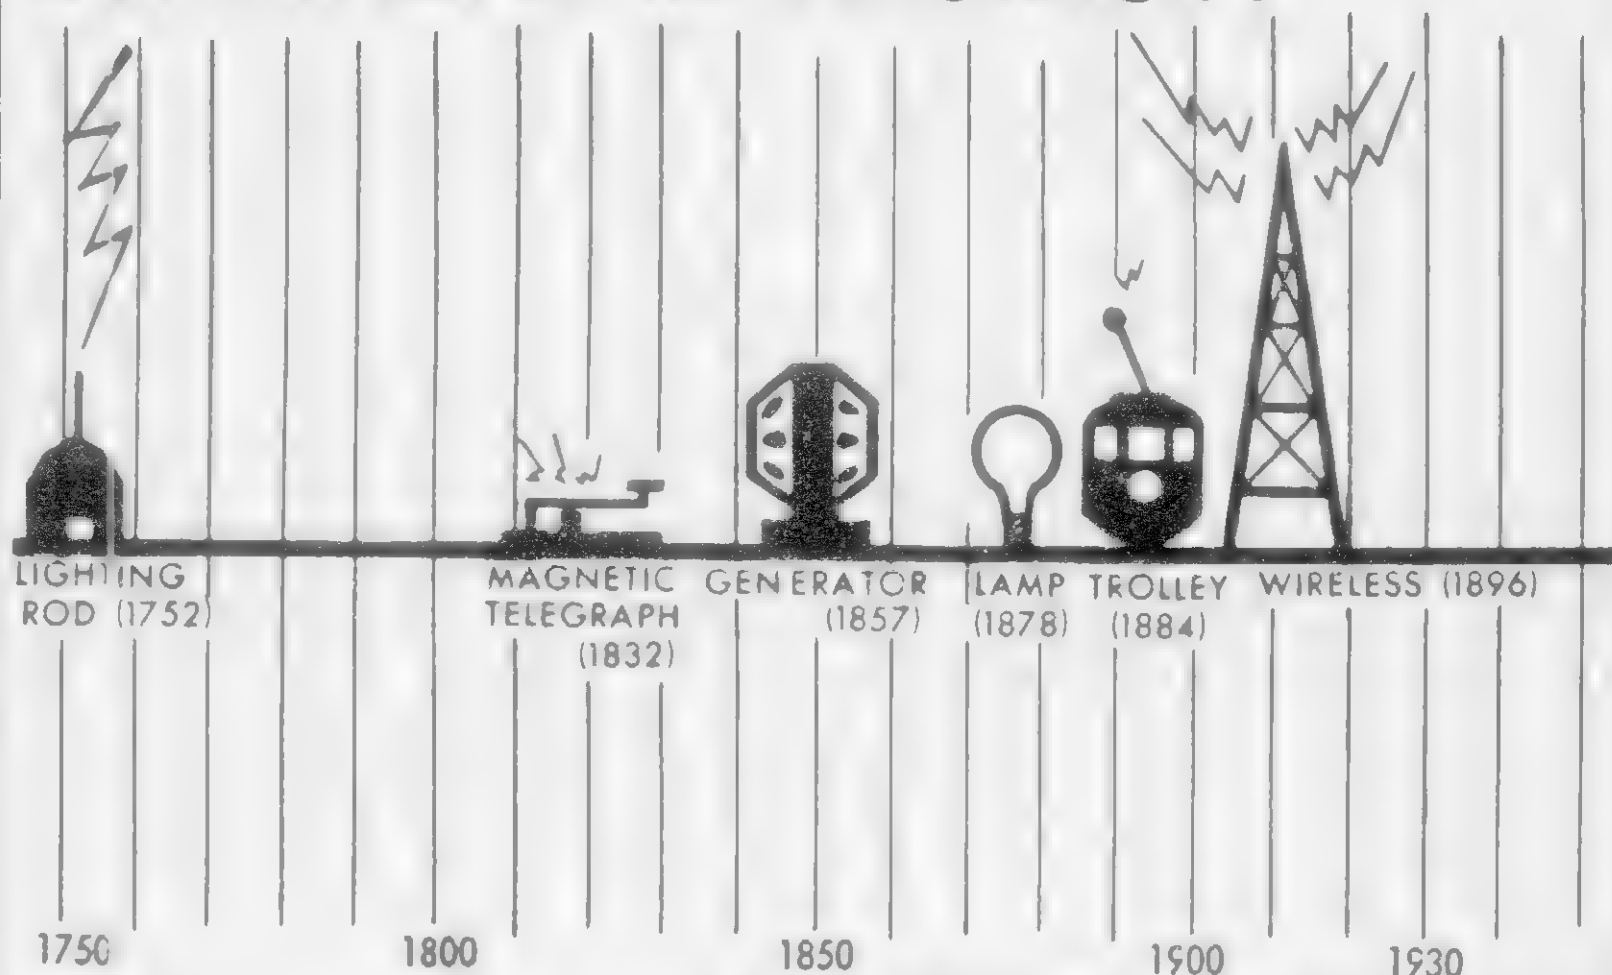 LIGHTING
ROD (1752)
MAGNETIC
TELEGRAPH
(1832)
GENERATOR
(1857)
LAMP
(1878)
TROLLEY
(1884)
WIRELESS (1896)
1750
1800
1850
1900
1930